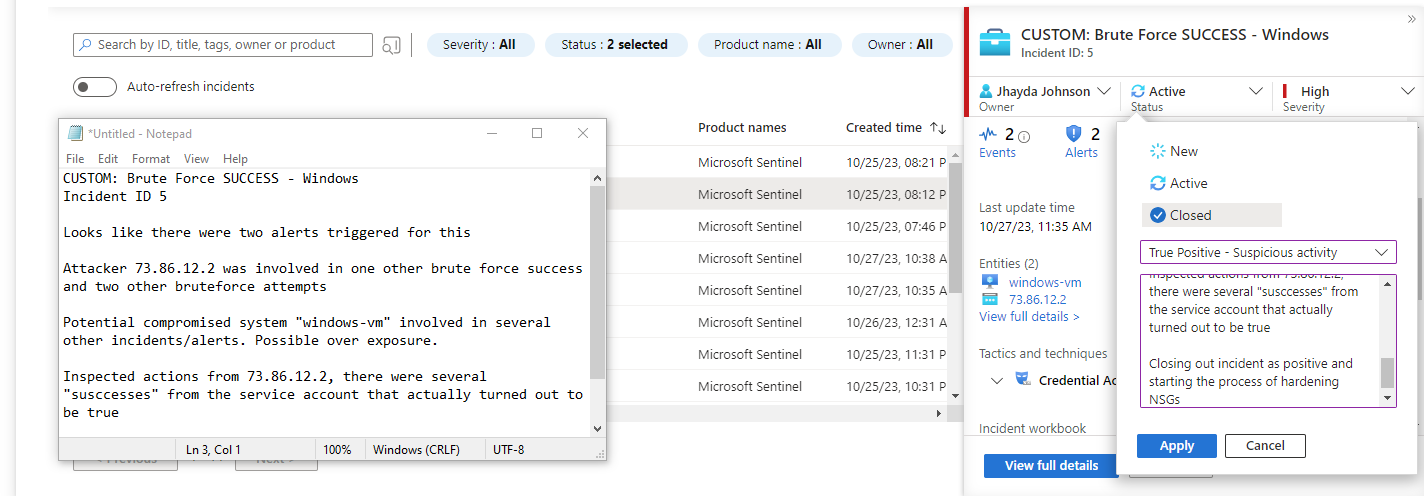 Search by ID, title, tags, owner or product
Severity : All
Status : 2 selected
Product name : All
Owner : All
Auto-refresh incidents
*Untitled - Notepad
File Edit Format View Help
CUSTOM: Brute Force SUCCESS - Windows
Incident ID 5
Looks like there were two alerts triggered for this
Attacker 73.86.12.2 was involved in one other brute force success
and two other bruteforce attempts
Potential compromised system "windows-vm" involved in several
other incidents/alerts. Possible over exposure.
Inspected actions from 73.86.12.2, there were several
"susccesses" from the service account that actually turned out to
be true
Ln 3, Col 1 100% Windows (CRLF) UTF-8
Previous Next >
Product names Created time
Microsoft Sentinel 10/25/23, 08:21 P
Microsoft Sentinel 10/25/23, 08:12 P
Microsoft Sentinel 10/25/23, 07:46 P
Microsoft Sentinel 10/27/23, 10:38 A
Microsoft Sentinel 10/27/23, 10:35 A
Microsoft Sentinel 10/26/23, 12:31 A
Microsoft Sentinel 10/25/23, 11:31 P
Microsoft Sentinel 10/25/23, 10:31 P
CUSTOM: Brute Force SUCCESS - Windows
Incident ID: 5
Jhayda Johnson
Owner
Active
Status
High
Severity
2
Events
2
Alerts
Last update time
10/27/23, 11:35 AM
Entities (2)
windows-vm
73.86.12.2
View full details >
Tactics and techniques
Credential Ac
Incident workbook
View full details
New
Active
Closed
True Positive - Suspicious activity
Inspected actions from 73.86.12.2,
there were several "susccesses" from
the service account that actually
turned out to be true
Closing out incident as positive and
starting the process of hardening
NSGs
Apply
Cancel